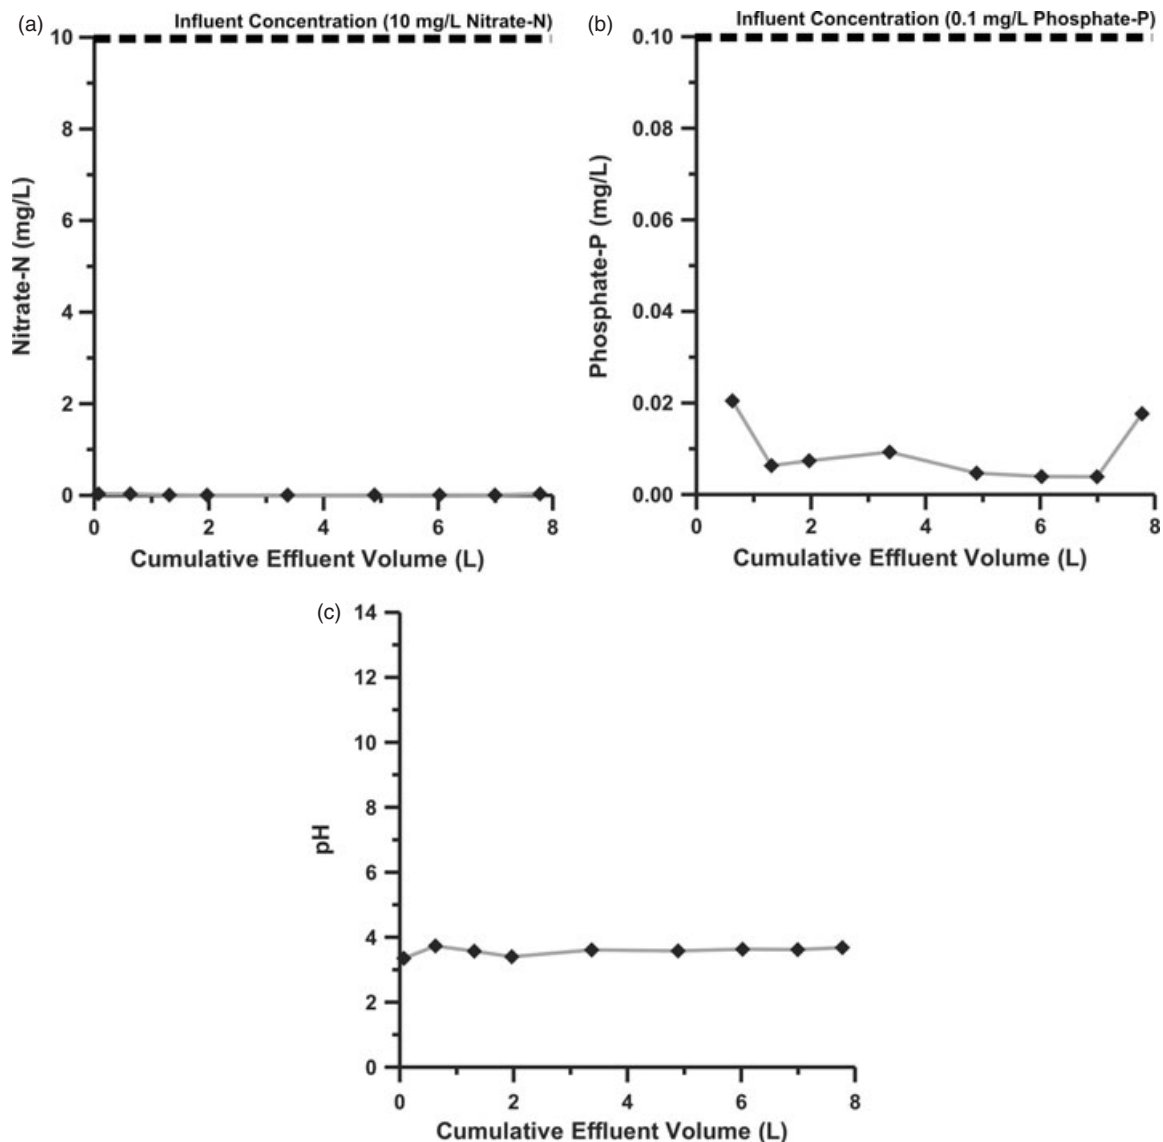 (a)
Influent Concentration (10 mg/L Nitrate-N)
10
8
6
4
2
0
Nitrate-N (mg/L)
0 2 4 6 8
Cumulative Effluent Volume (L)
(b)
Influent Concentration (0.1 mg/L Phosphate-P)
0.10
0.08
0.06
0.04
0.02
0.00
Phosphate-P (mg/L)
0 2 4 6 8
Cumulative Effluent Volume (L)
(c)
14
12
10
8
6
4
2
0
pH
0 2 4 6 8
Cumulative Effluent Volume (L)